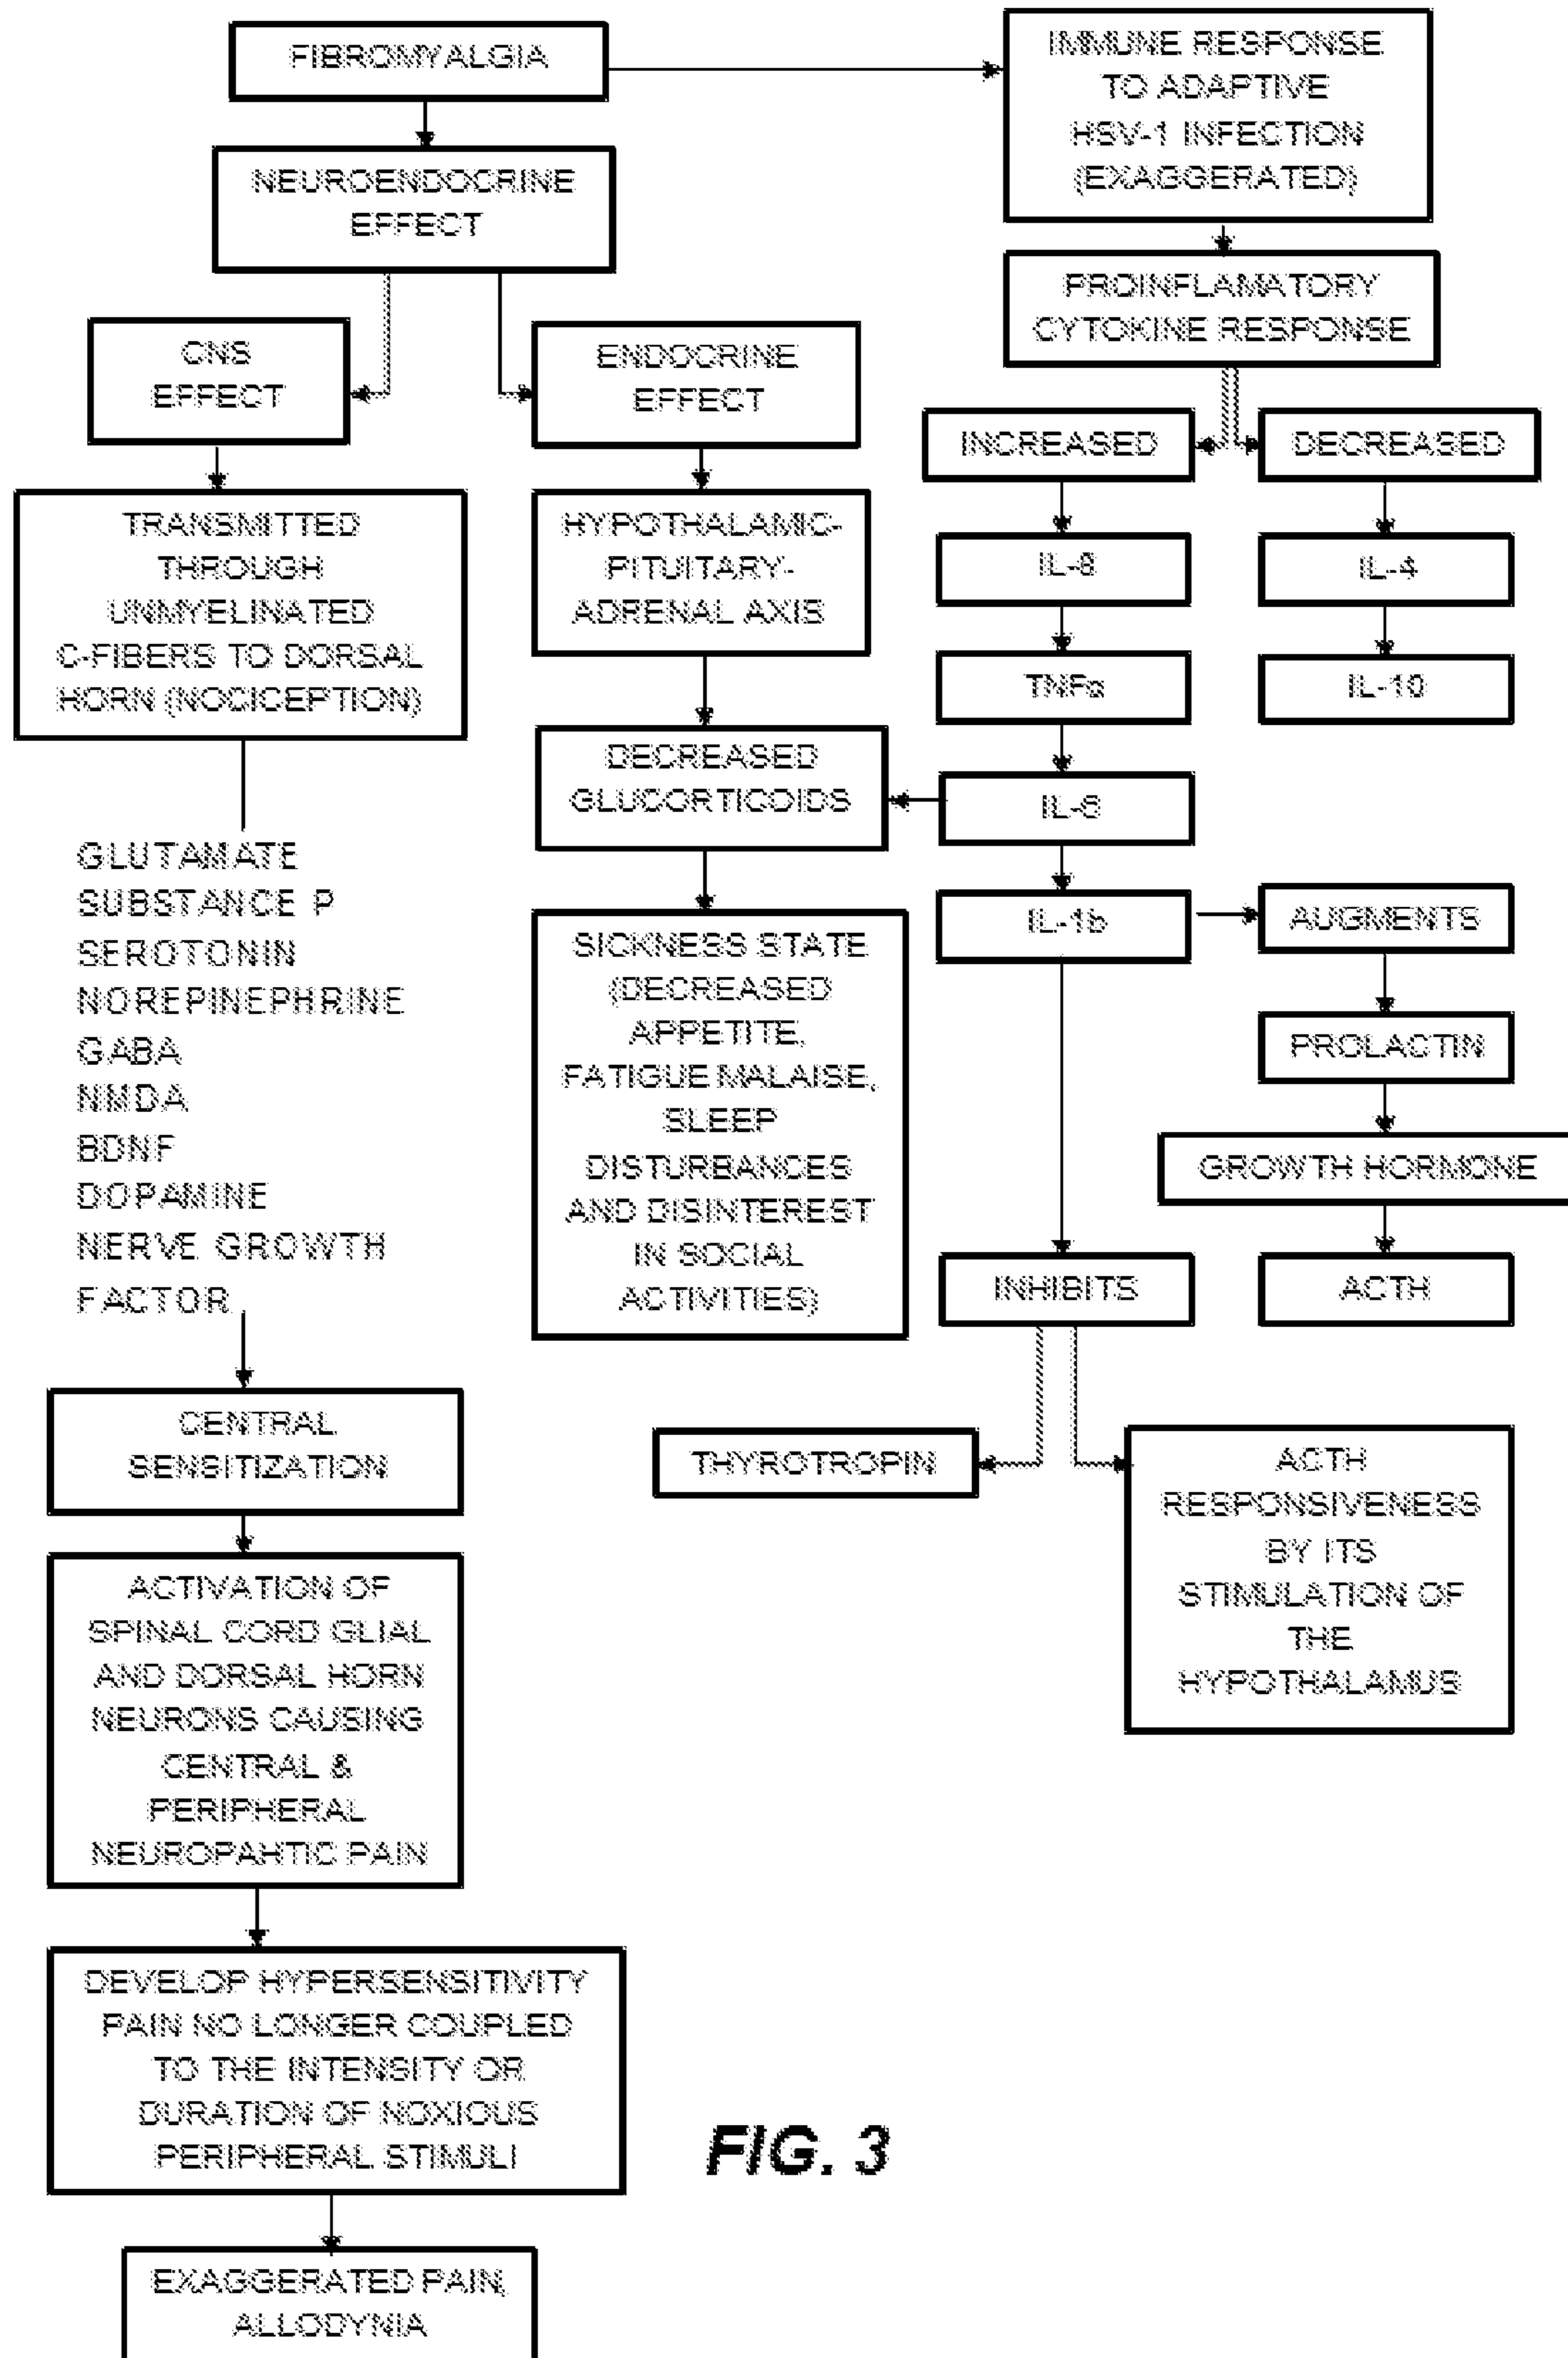 FIBROMYALGIA
IMMUNE RESPONSE
TO ADAPTIVE
HSV-1 INFECTION
(EXAGGERATED)
NEUROENDOCRINE
EFFECT
PROINFLAMATORY
CYTOKINE RESPONSE
CNS
EFFECT
ENDOCRINE
EFFECT
INCREASED
DECREASED
TRANSMITTED
THROUGH
UNMYELINATED
C-FIBERS TO DORSAL
HORN (NOCICEPTION)
HYPOTHALAMIC-
PITUITARY-
ADRENAL AXIS
IL-8
IL-4
TNFα
IL-10
DECREASED
GLUCORTICOIDS
IL-6
GLUTAMATE
SUBSTANCE P
SEROTONIN
NOREPINEPHRINE
GABA
NMDA
BDNF
DOPAMINE
NERVE GROWTH
FACTOR
SICKNESS STATE
(DECREASED
APPETITE,
FATIGUE MALAISE,
SLEEP
DISTURBANCES
AND DISINTEREST
IN SOCIAL
ACTIVITIES)
IL-1b
AUGMENTS
PROLACTIN
GROWTH HORMONE
INHIBITS
ACTH
CENTRAL
SENSITIZATION
THYROTROPIN
ACTH
RESPONSIVENESS
BY ITS
STIMULATION OF
THE
HYPOTHALAMUS
ACTIVATION OF
SPINAL CORD GLIAL
AND DORSAL HORN
NEURONS CAUSING
CENTRAL &
PERIPHERAL
NEUROPAHTIC PAIN
DEVELOP HYPERSENSITIVITY
PAIN NO LONGER COUPLED
TO THE INTENSITY OR
DURATION OF NOXIOUS
PERIPHERAL STIMULI
FIG. 3
EXAGGERATED PAIN,
ALLODYNIA